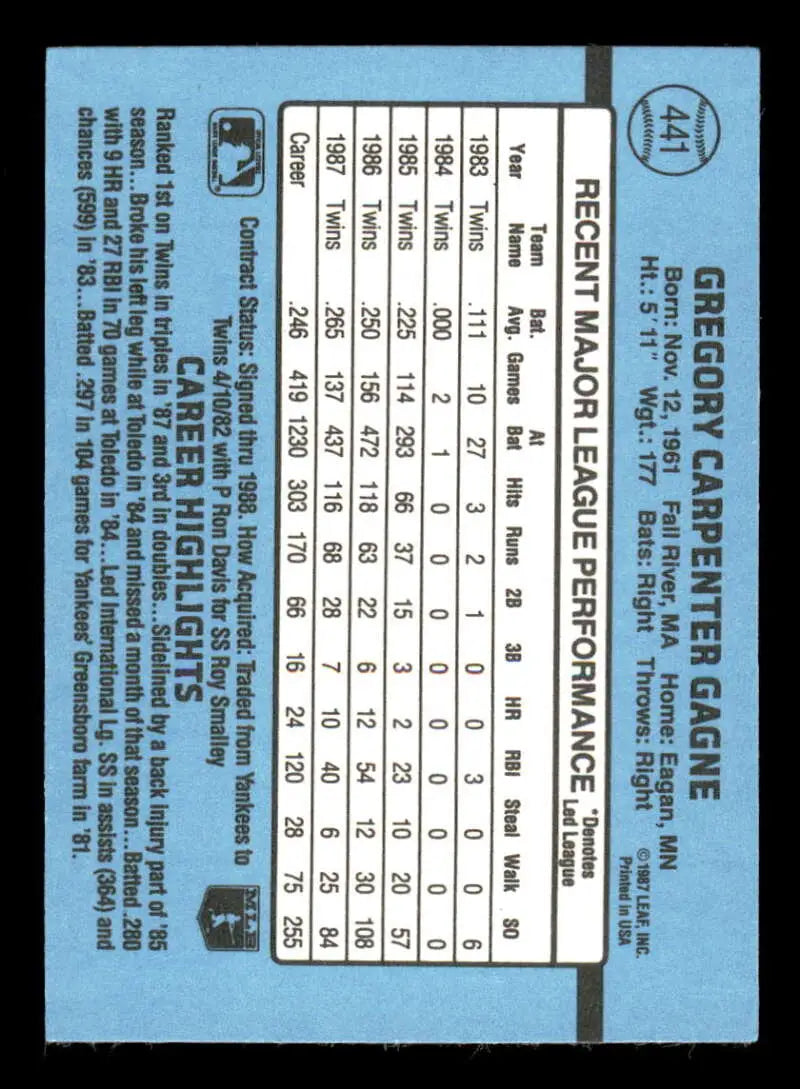 441
GREGORY CARPENTER GAGNE
Born: Nov. 12, 1961 Fall River, MA Home: Eagan, MN
Ht.: 5'11" Wgt.: 177 Bats: Right Throws: Right
©1987 LEAF, INC.
Printed in USA
RECENT MAJOR LEAGUE PERFORMANCE
*Denotes
Led League
Year Team Name Bat. Avg. Games At Bat Hits Runs 2B 3B HR RBI Steal Walk SO
1983 Twins .111 10 27 3 2 1 0 0 3 0 0 6
1984 Twins .000 2 1 0 0 0 0 0 0 0 0 0
1985 Twins .225 114 293 66 37 15 3 2 23 10 20 57
1986 Twins .250 156 472 118 63 22 6 12 54 12 30 108
1987 Twins .265 137 437 116 68 28 7 10 40 6 25 84
Career .246 419 1230 303 170 66 16 24 120 28 75 255
Contract Status: Signed thru 1988. How Acquired: Traded from Yankees to
Twins 4/10/82 with P Ron Davis for SS Roy Smalley
MLB
CAREER HIGHLIGHTS
Ranked 1st on Twins in triples in '87 and 3rd in doubles...Sidelined by a back injury part of '85
season...Broke his left leg while at Toledo in '84 and missed a month of that season...Batted .280
with 9 HR and 27 RBI in 70 games at Toledo in '84...Led International Lg. SS in assists (364) and
chances (599) in '83...Batted .297 in 104 games for Yankees' Greensboro farm in '81.